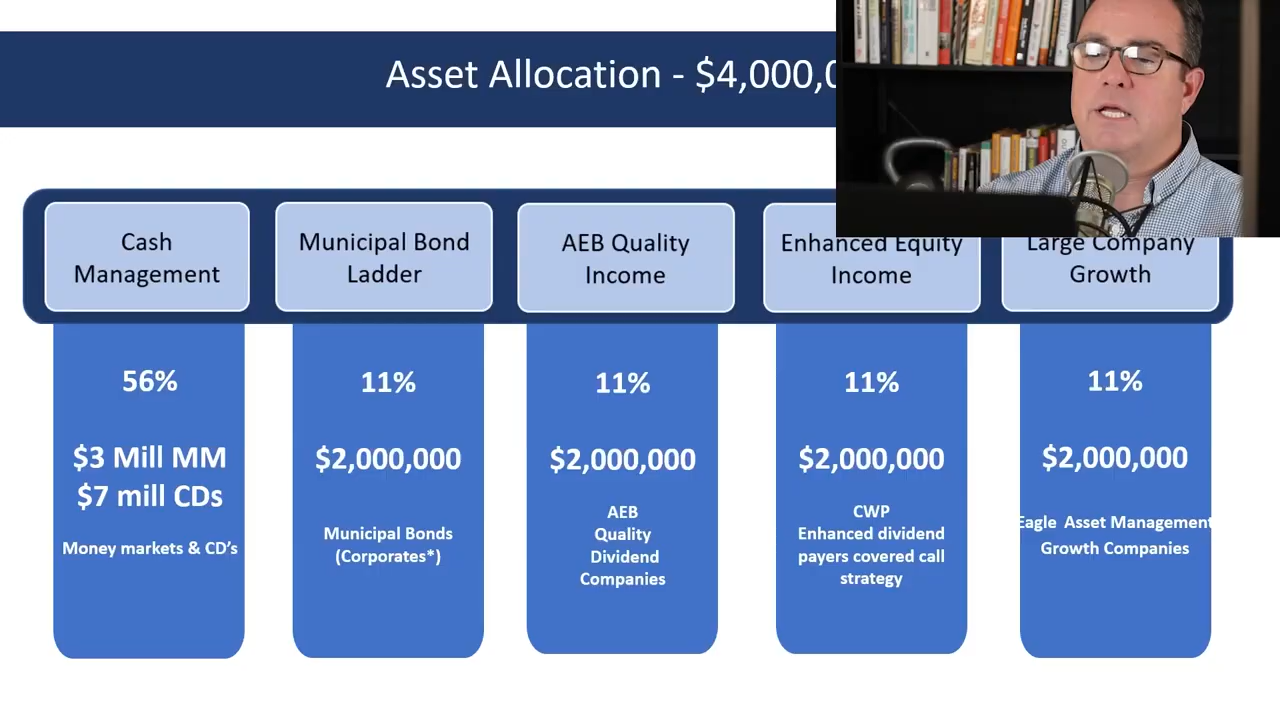 Asset Allocation - $4,000,0
Cash
Management
Municipal Bond
Ladder
AEB Quality
Income
Enhanced Equity
Income
Large Company
Growth
56%
$3 Mill MM
$7 mill CDs
Money markets & CD’s
11%
$2,000,000
Municipal Bonds
(Corporates*)
11%
$2,000,000
AEB
Quality
Dividend
Companies
11%
$2,000,000
CWP
Enhanced dividend
payers covered call
strategy
11%
$2,000,000
Eagle Asset Management
Growth Companies